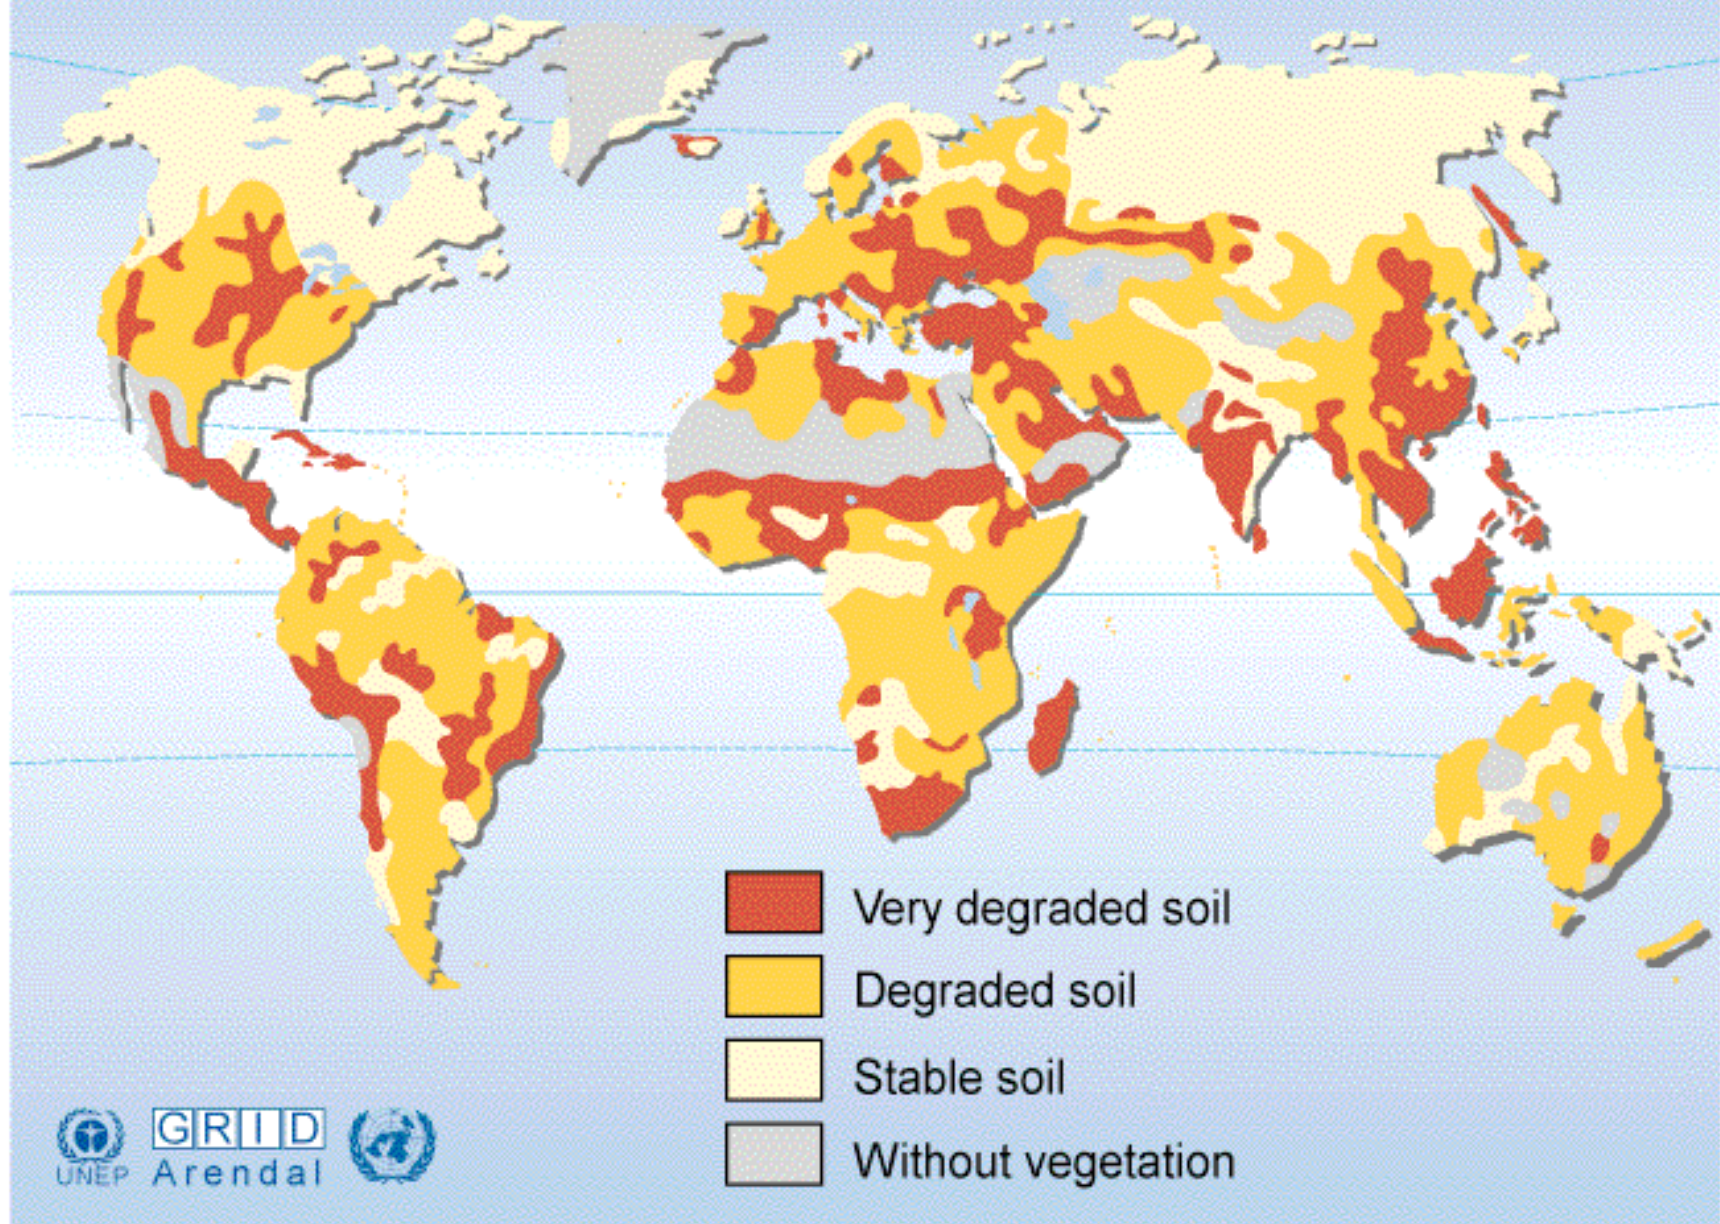 Very degraded soil
Degraded soil
Stable soil
Without vegetation
GRID
Arendal
UNEP